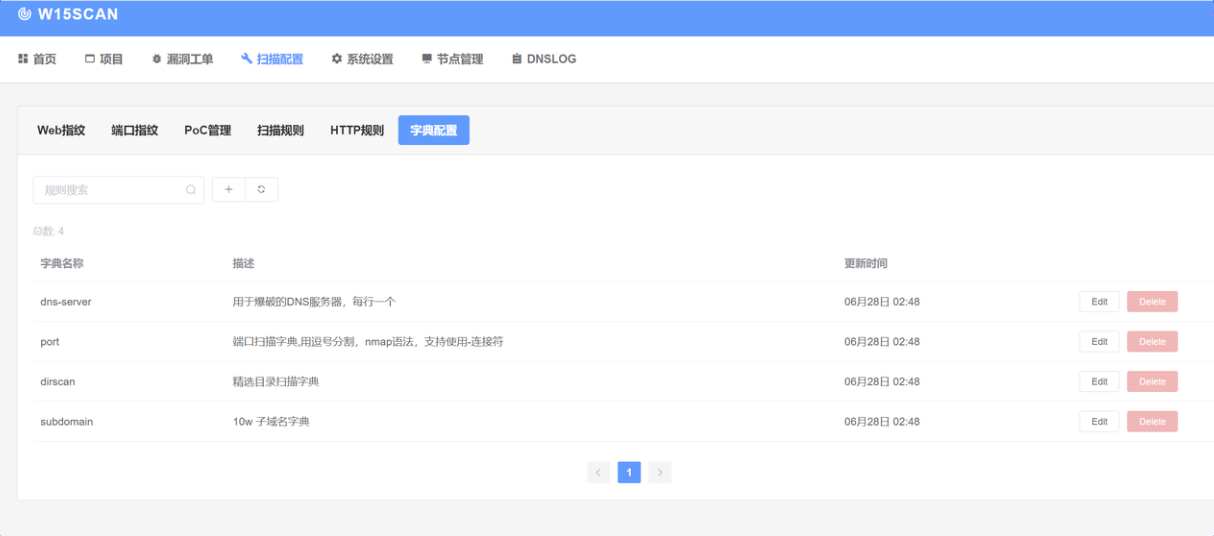 W15SCAN
首页 项目 漏洞工单 扫描配置 系统设置 节点管理 DNSLOG
Web指纹 端口指纹 PoC管理 扫描规则 HTTP规则 字典配置
规则搜索
总数: 4
字典名称 描述 更新时间
dns-server 用于爆破的DNS服务器，每行一个 06月28日 02:48 Edit Delete
port 端口扫描字典,用逗号分割，nmap语法，支持使用-连接符 06月28日 02:48 Edit Delete
dirscan 精选目录扫描字典 06月28日 02:48 Edit Delete
subdomain 10w 子域名字典 06月28日 02:48 Edit Delete
1